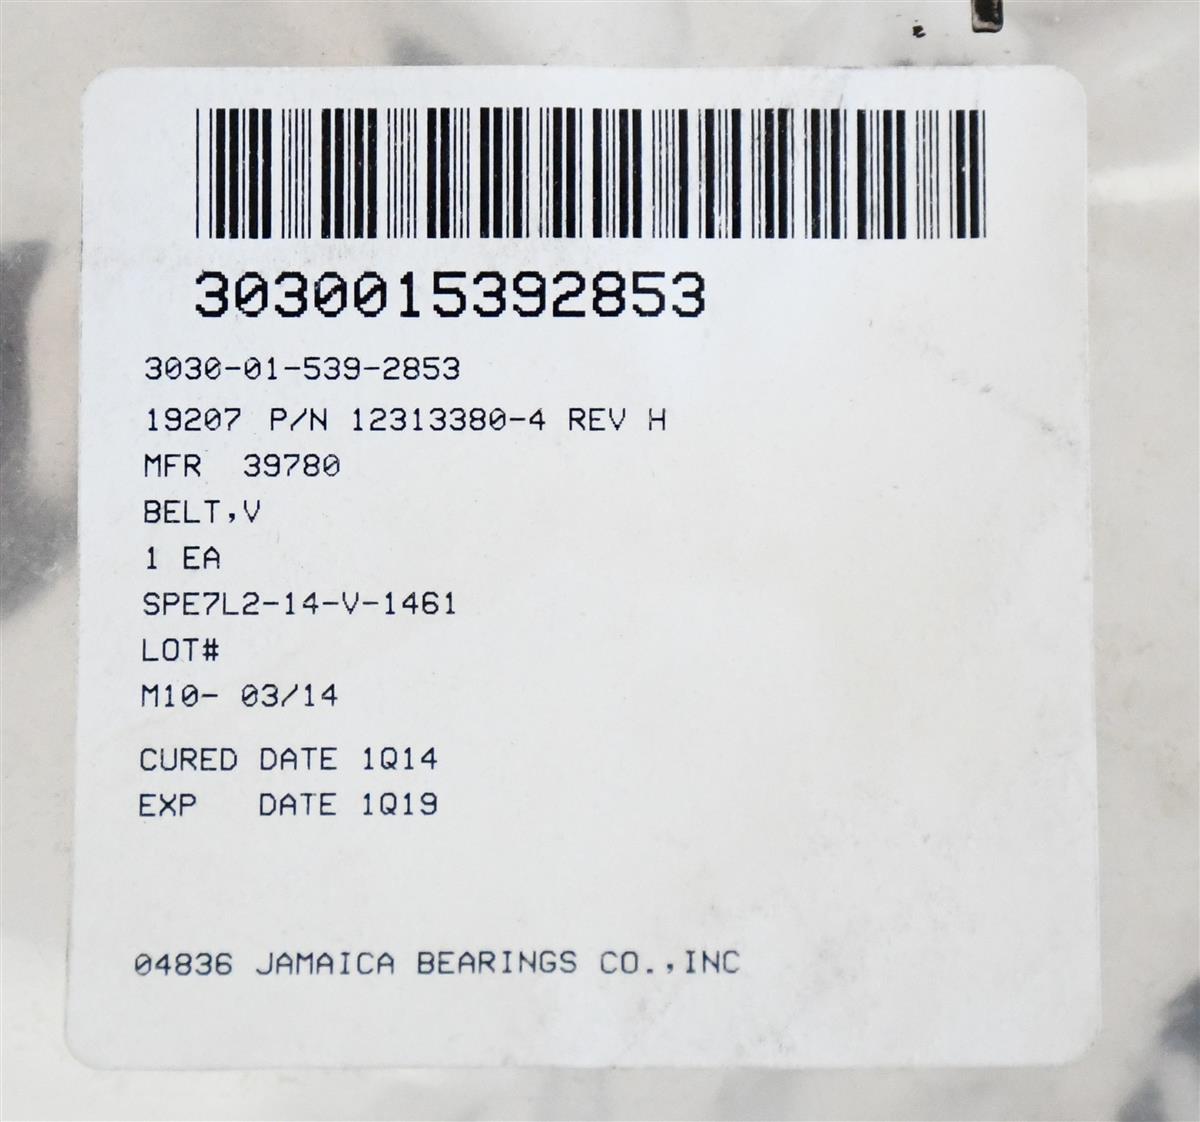 3030015392853
3030-01-539-2853
19207 P/N 12313380-4 REV H
MFR 39780
BELT,V
1 EA
SPE7L2-14-V-1461
LOT#
M10- 03/14
CURED DATE 1Q14
EXP DATE 1Q19
04836 JAMAICA BEARINGS CO.,INC